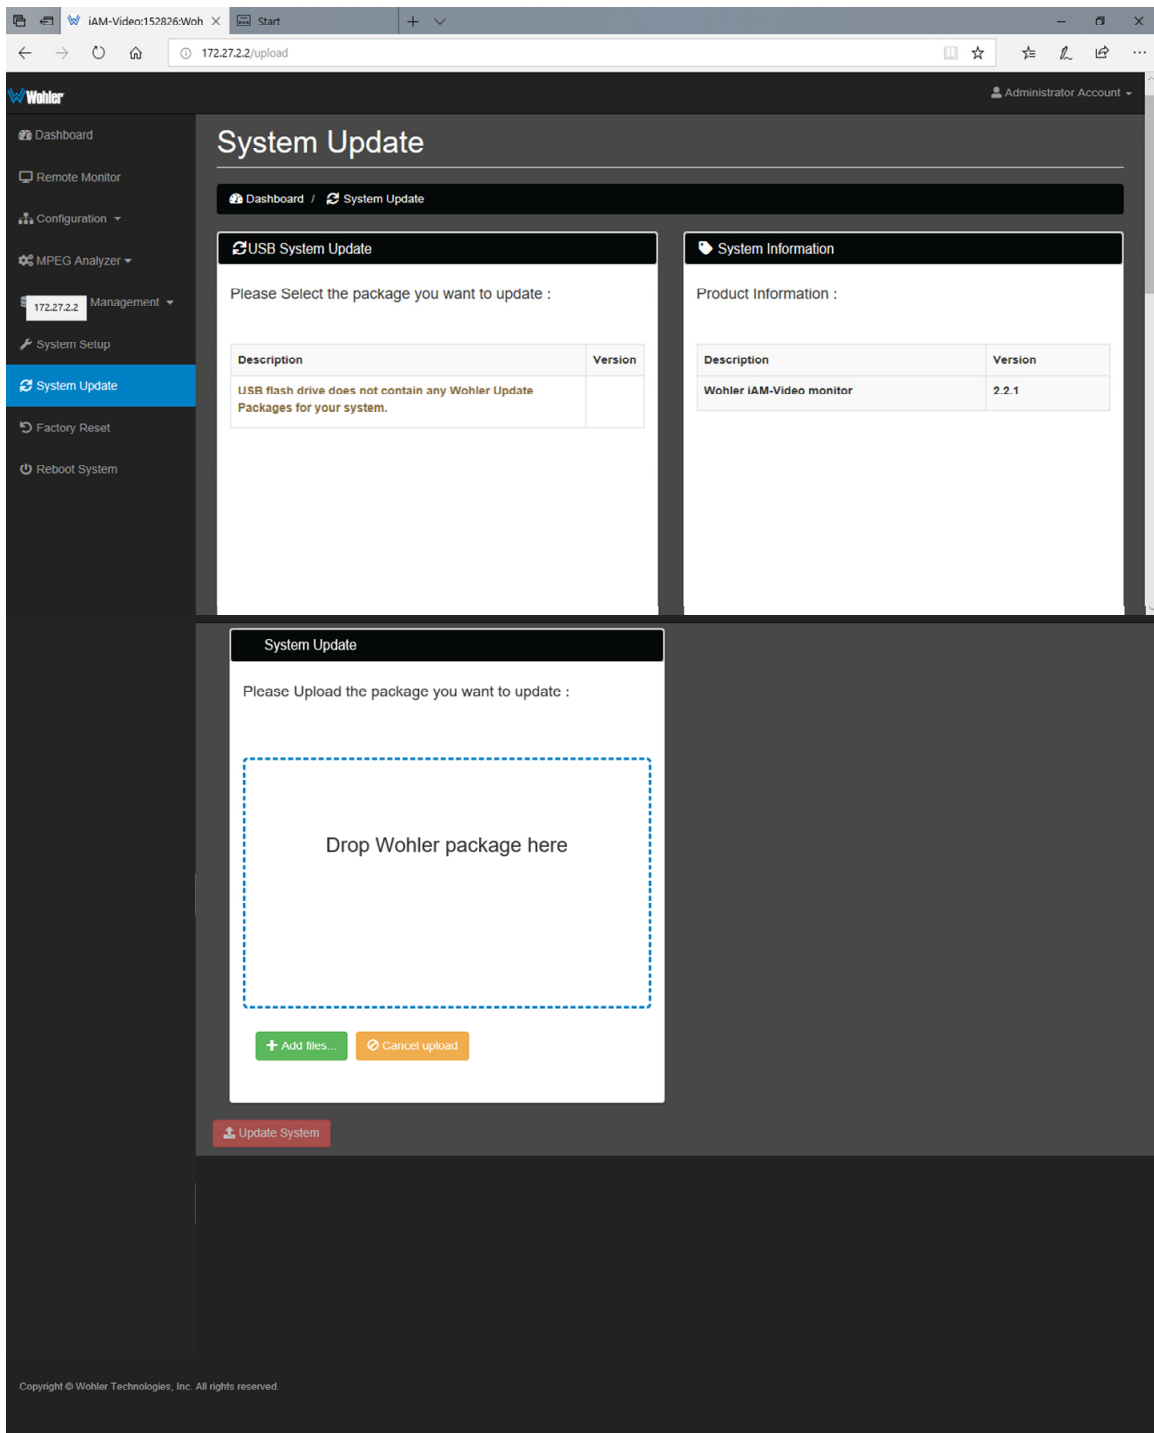 iAM-Video:152826:Woh
Start
172.27.2.2/upload
Wohler
Administrator Account
Dashboard
Remote Monitor
Configuration
MPEG Analyzer
172.27.2.2
Management
System Setup
System Update
Factory Reset
Reboot System
System Update
Dashboard / System Update
USB System Update
Please Select the package you want to update :
Description Version
USB flash drive does not contain any Wohler Update
Packages for your system.
System Information
Product Information :
Description Version
Wohler iAM-Video monitor 2.2.1
System Update
Please Upload the package you want to update :
Drop Wohler package here
Add files...
Cancel upload
Update System
Copyright © Wohler Technologies, Inc. All rights reserved.